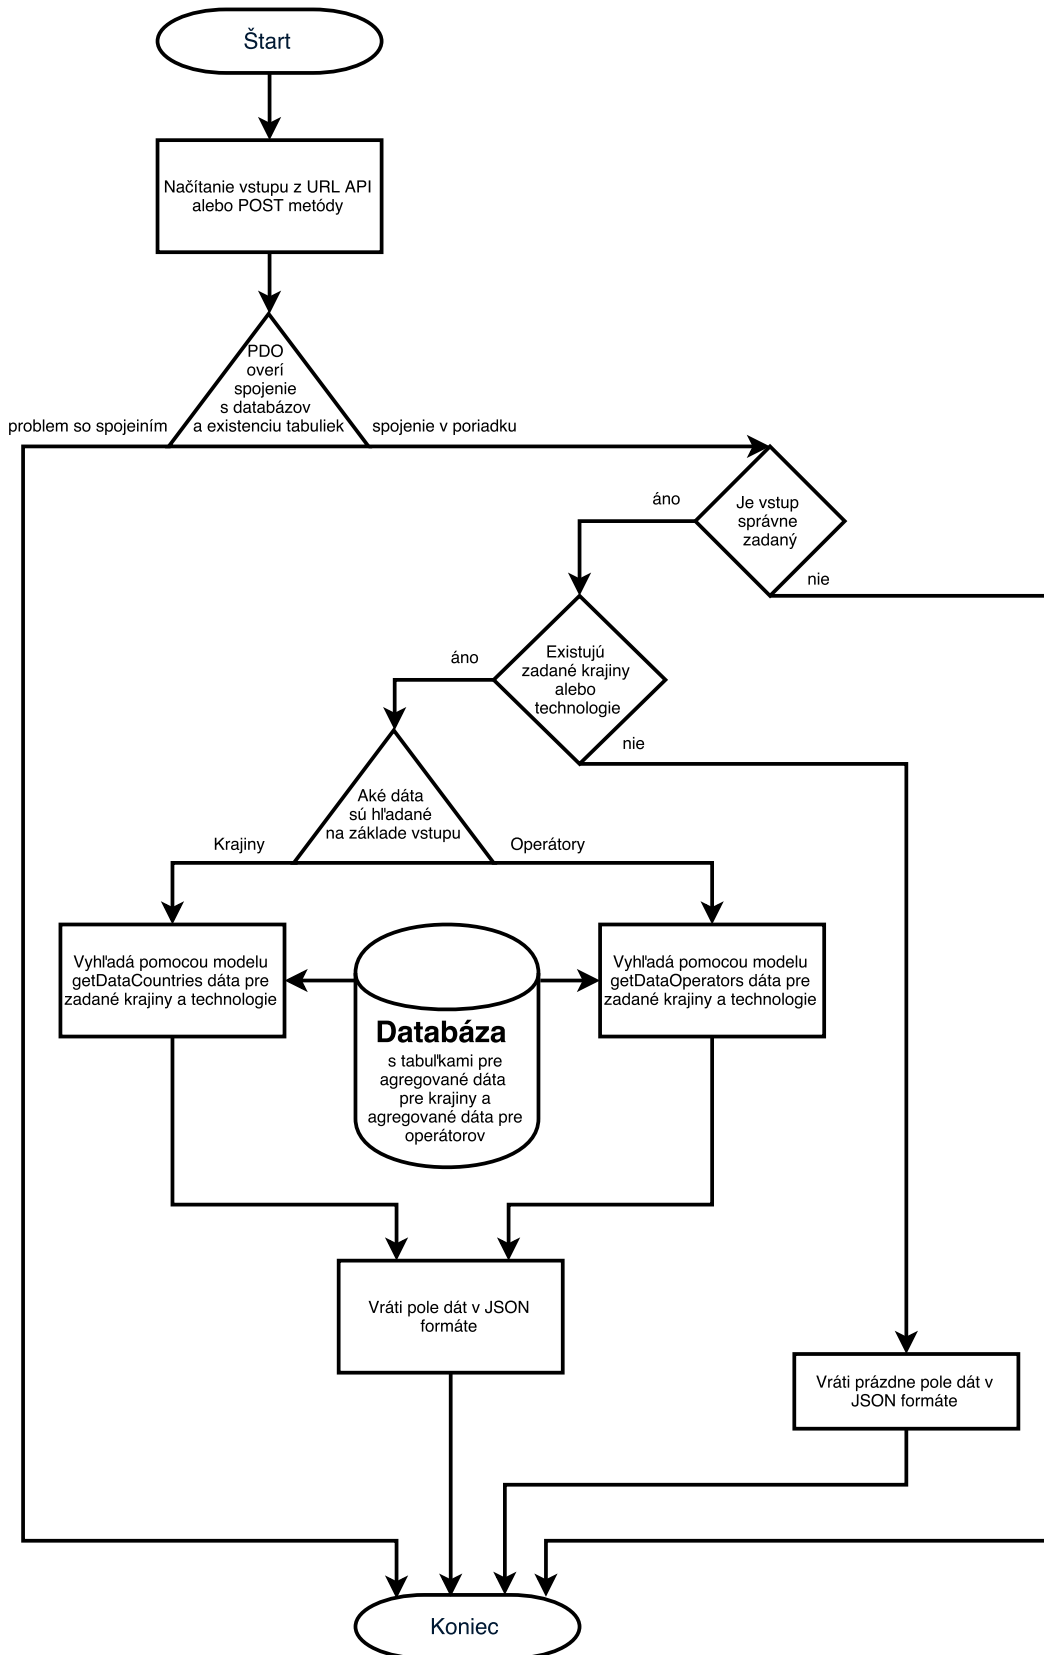 Štart
Načítanie vstupu z URL API
alebo POST metódy
PDO
overí
spojenie
s databázov
a existenciu tabuliek
problem so spojeiním
spojenie v poriadku
Je vstup
správne
zadaný
áno
nie
Existujú
zadané krajiny
alebo
technologie
áno
nie
Aké dáta
sú hľadané
na základe vstupu
Krajiny
Operátory
Vyhľadá pomocou modelu
getDataCountries dáta pre
zadané krajiny a technologie
Databáza
s tabuľkami pre
agregované dáta
pre krajiny a
agregované dáta pre
operátorov
Vyhľadá pomocou modelu
getDataOperators dáta pre
zadané krajiny a technologie
Vráti pole dát v JSON
formáte
Vráti prázdne pole dát v
JSON formáte
Koniec